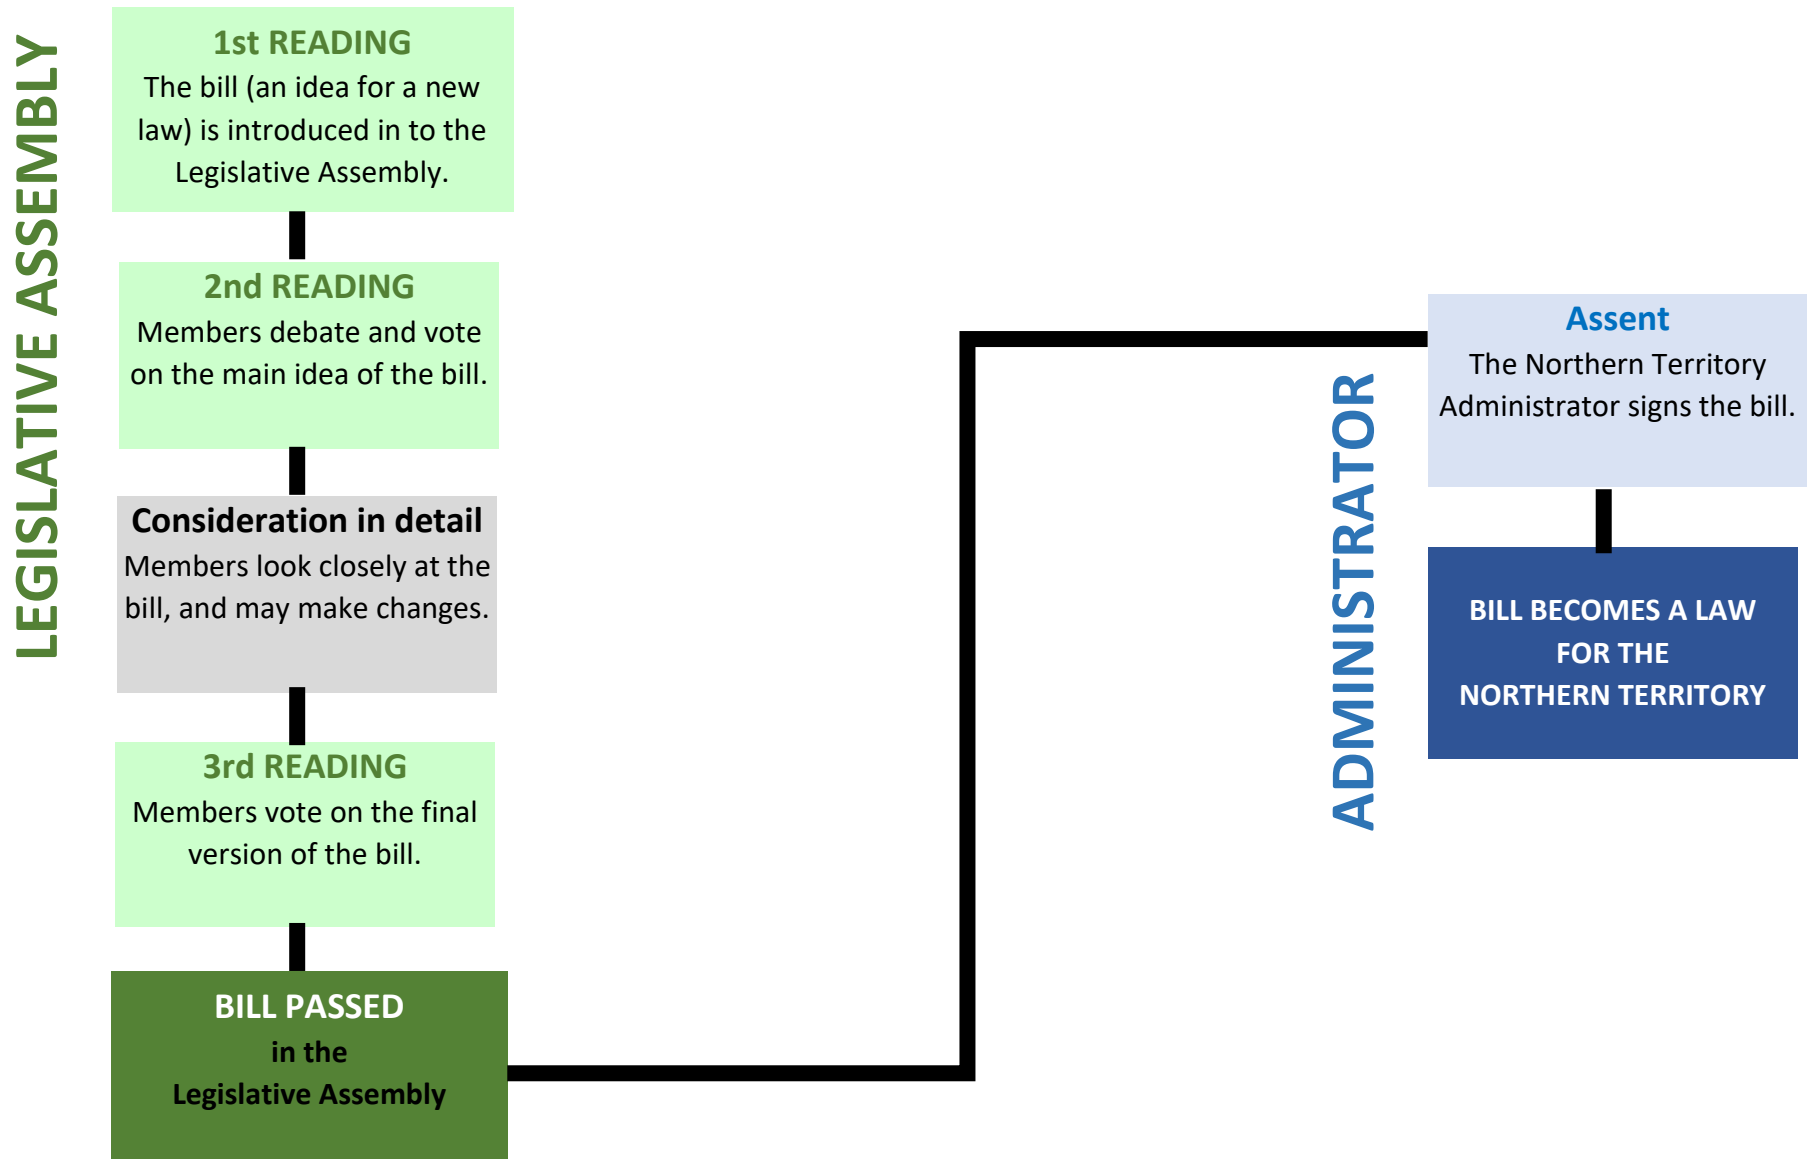 LEGISLATIVE ASSEMBLY
1st READING
The bill (an idea for a new
law) is introduced in to the
Legislative Assembly.
2nd READING
Members debate and vote
on the main idea of the bill.
Consideration in detail
Members look closely at the
bill, and may make changes.
3rd READING
Members vote on the final
version of the bill.
BILL PASSED
in the
Legislative Assembly
ADMINISTRATOR
Assent
The Northern Territory
Administrator signs the bill.
BILL BECOMES A LAW
FOR THE
NORTHERN TERRITORY